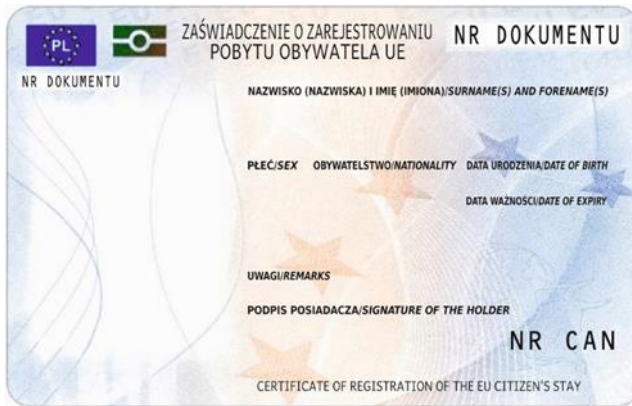 PL
ZAŚWIADCZENIE O ZAREJESTROWANIU
POBYTU OBYWATELA UE
NR DOKUMENTU
NR DOKUMENTU
NAZWISKO (NAZWISKA) I IMIĘ (IMIONA)/SURNAME(S) AND FORENAME(S)
PŁEĆ/SEX OBYWATELSTWO/NATIONALITY DATA URODZENIA/DATE OF BIRTH
DATA WAŻNOŚCI/DATE OF EXPIRY
UWAGI/REMARKS
PODPIS POSIADACZA/SIGNATURE OF THE HOLDER
NR CAN
CERTIFICATE OF REGISTRATION OF THE EU CITIZEN'S STAY